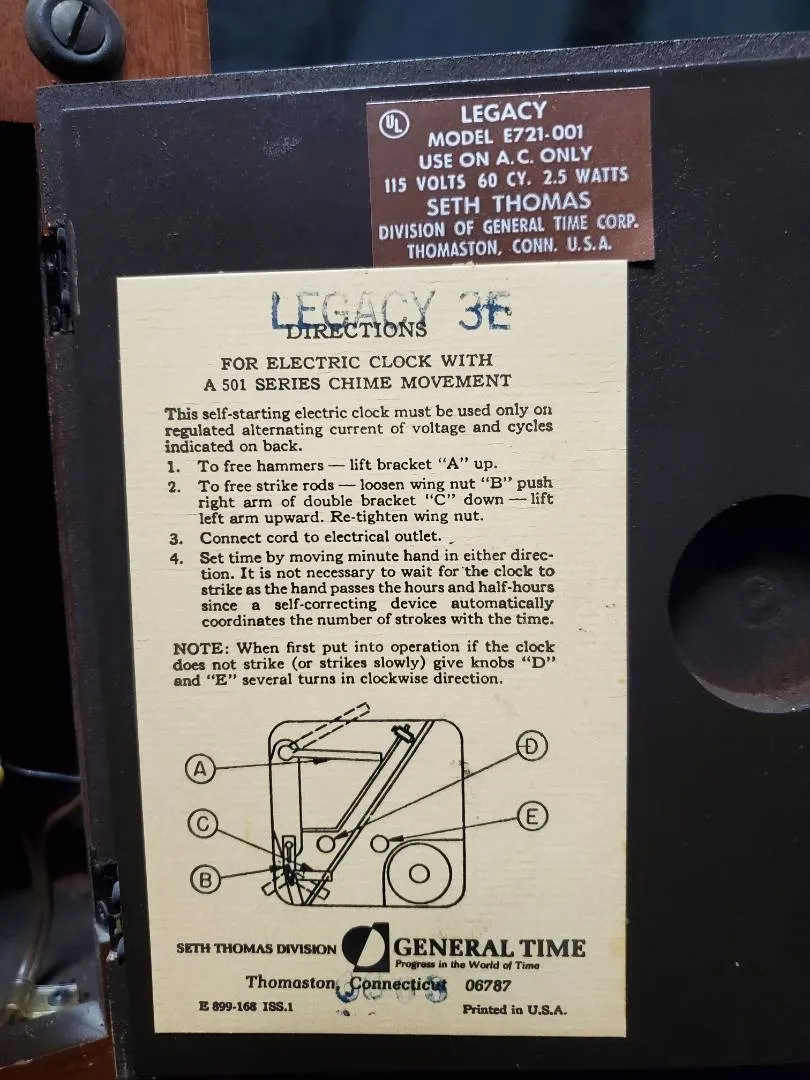 UL
LEGACY
MODEL E721-001
USE ON A.C. ONLY
115 VOLTS 60 CY. 2.5 WATTS
SETH THOMAS
DIVISION OF GENERAL TIME CORP.
THOMASTON, CONN. U.S.A.
LEGACY 3E
DIRECTIONS
FOR ELECTRIC CLOCK WITH
A 501 SERIES CHIME MOVEMENT
This self-starting electric clock must be used only on
regulated alternating current of voltage and cycles
indicated on back.
1. To free hammers — lift bracket "A" up.
2. To free strike rods — loosen wing nut "B" push
right arm of double bracket "C" down — lift
left arm upward. Re-tighten wing nut.
3. Connect cord to electrical outlet.
4. Set time by moving minute hand in either direc-
tion. It is not necessary to wait for the clock to
strike as the hand passes the hours and half-hours
since a self-correcting device automatically
coordinates the number of strokes with the time.
NOTE: When first put into operation if the clock
does not strike (or strikes slowly) give knobs "D"
and "E" several turns in clockwise direction.
A
D
C
E
B
SETH THOMAS DIVISION GENERAL TIME
Progress in the World of Time
Thomaston, Connecticut 06787
E 899-168 ISS.1 Printed in U.S.A.